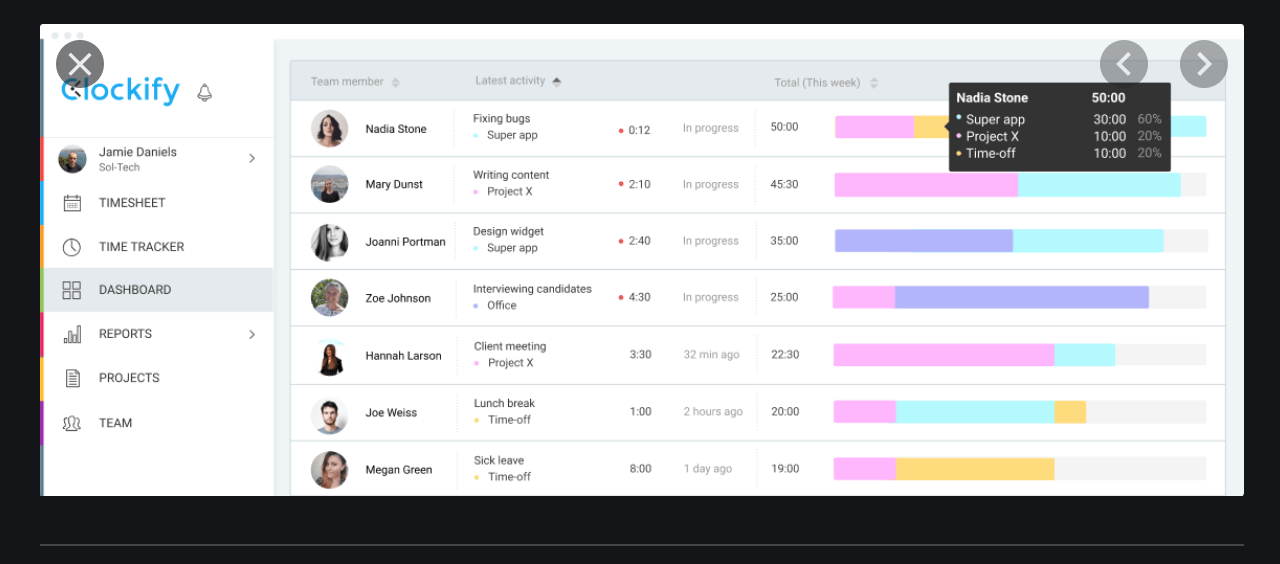 Clockify
Jamie Daniels
Sol-Tech
TIMESHEET
TIME TRACKER
DASHBOARD
REPORTS
PROJECTS
TEAM
Team member Latest activity Total (This week)
Nadia Stone Fixing bugs 0:12 In progress 50:00
Super app
Nadia Stone 50:00
Super app 30:00 60%
Project X 10:00 20%
Time-off 10:00 20%
Mary Dunst Writing content 2:10 In progress 45:30
Project X
Joanni Portman Design widget 2:40 In progress 35:00
Super app
Zoe Johnson Interviewing candidates 4:30 In progress 25:00
Office
Hannah Larson Client meeting 3:30 32 min ago 22:30
Project X
Joe Weiss Lunch break 1:00 2 hours ago 20:00
Time-off
Megan Green Sick leave 8:00 1 day ago 19:00
Time-off